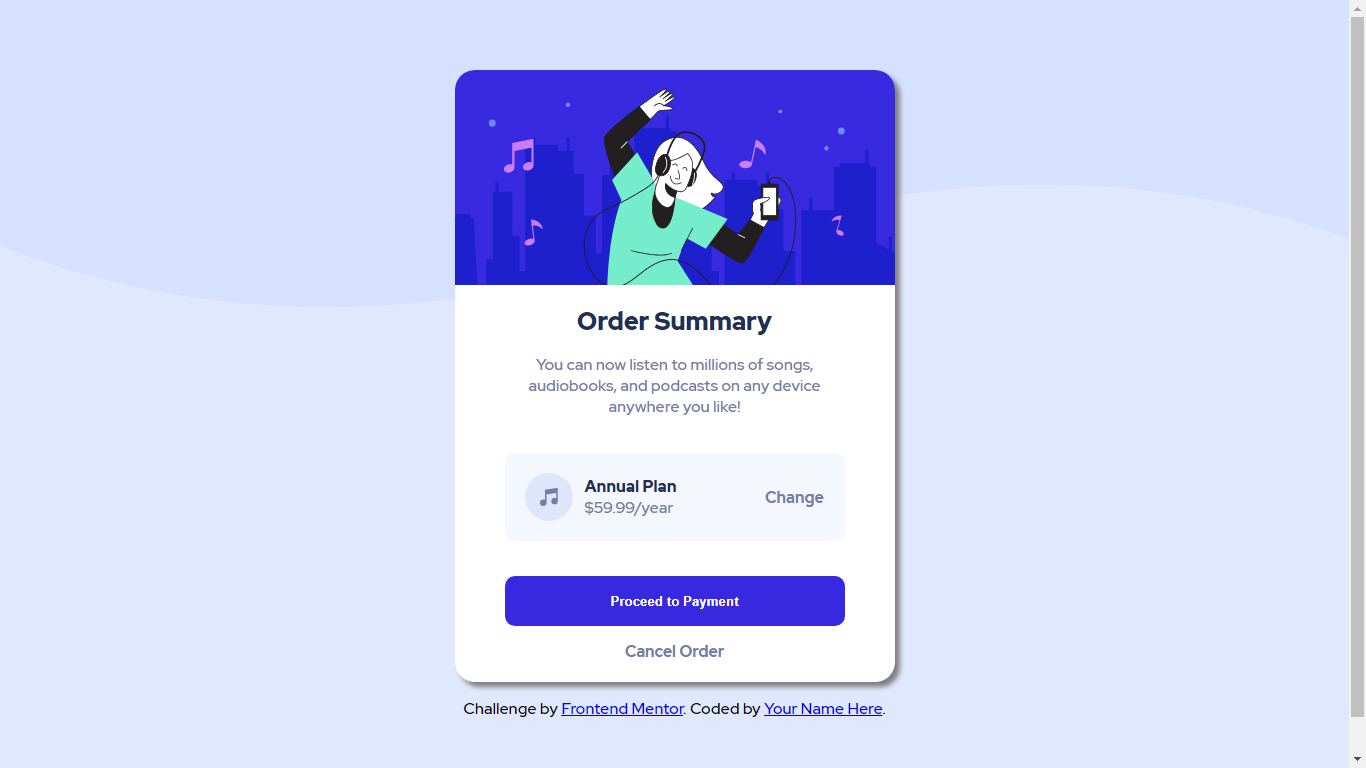 Order Summary
You can now listen to millions of songs,
audiobooks, and podcasts on any device
anywhere you like!
Annual Plan
$59.99/year
Change
Proceed to Payment
Cancel Order
Challenge by Frontend Mentor. Coded by Your Name Here.